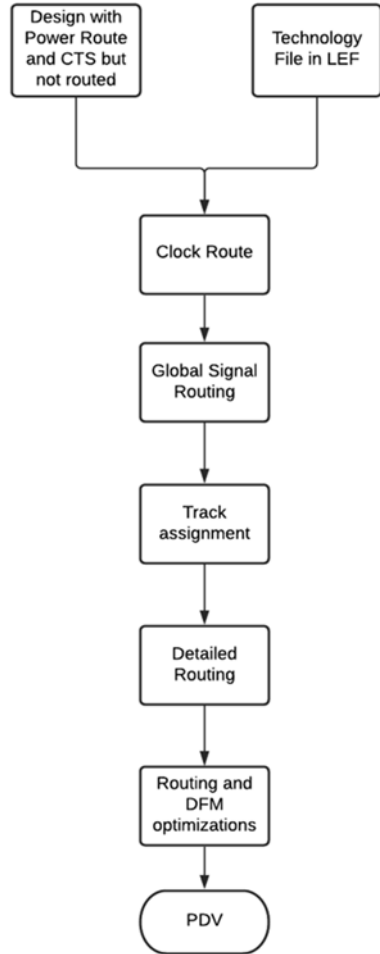 Design with
Power Route
and CTS but
not routed
Technology
File in LEF
Clock Route
Global Signal
Routing
Track
assignment
Detailed
Routing
Routing and
DFM
optimizations
PDV